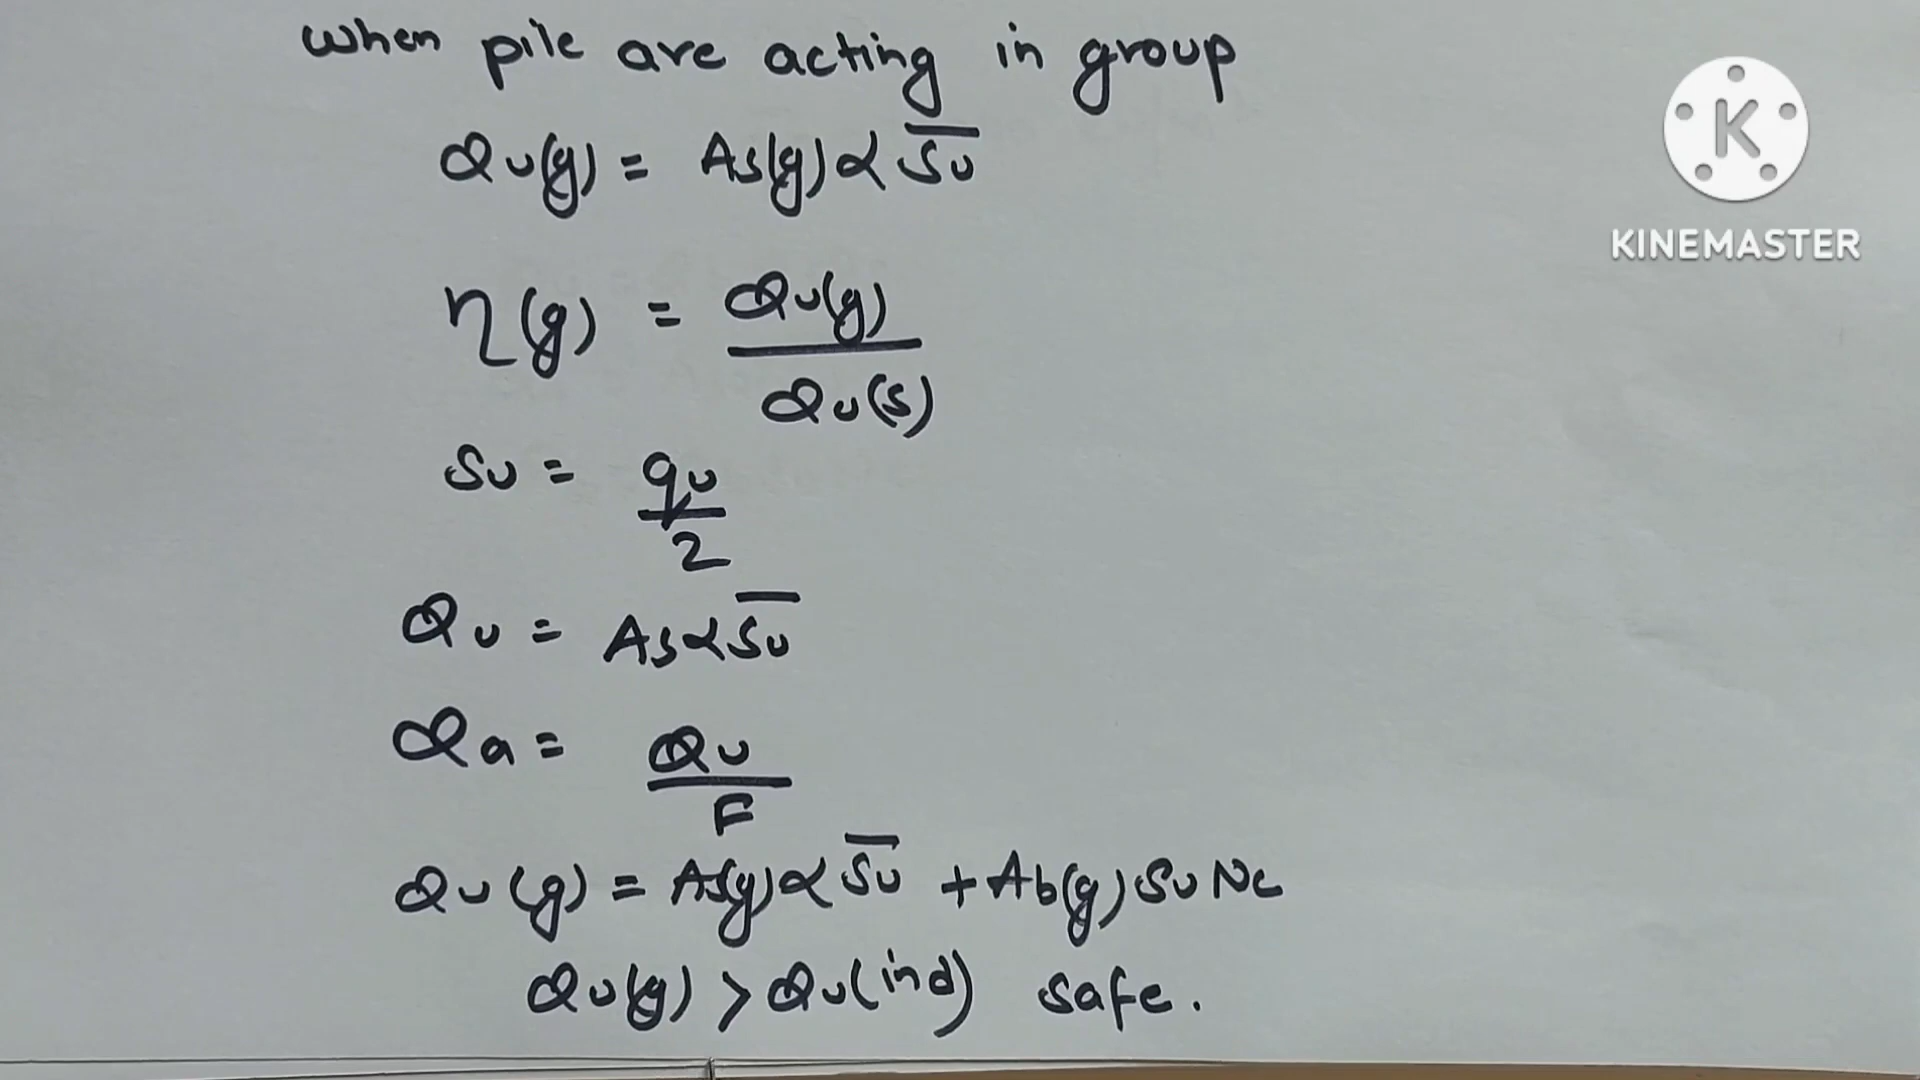 When pile are acting in group
Qu(g) = As(g) α S̅u̅
K
KINEMASTER
η(g) = Qu(g) / Qu(s)
Su = qu / 2
Qu = As α S̅u̅
Qa = Qu / F
Qu(g) = As(g) α S̅u̅ + Ab(g) Su Nc
Qu(g) > Qu(ind) safe.